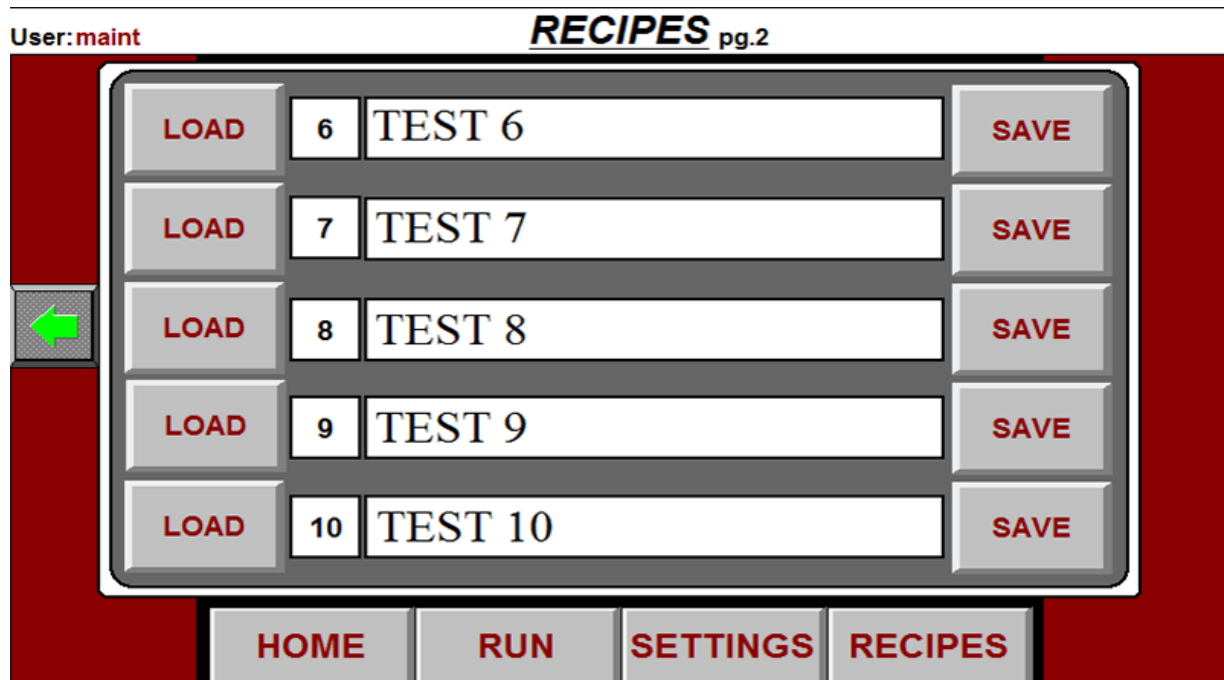 User: maint RECIPES pg.2
LOAD 6 TEST 6 SAVE
LOAD 7 TEST 7 SAVE
LOAD 8 TEST 8 SAVE
LOAD 9 TEST 9 SAVE
LOAD 10 TEST 10 SAVE
HOME RUN SETTINGS RECIPES